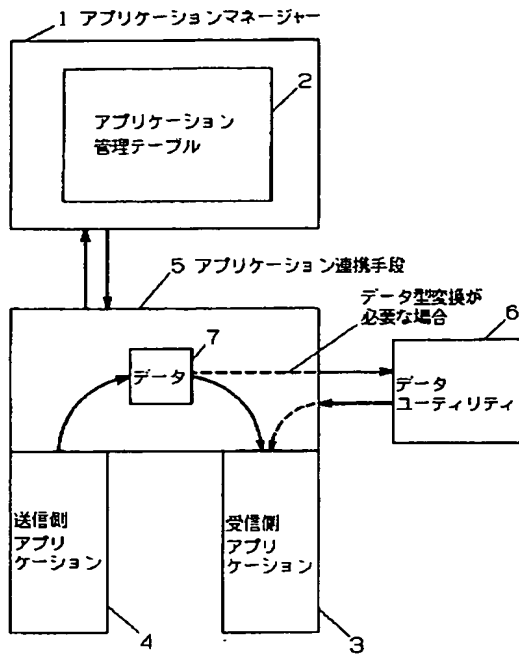 1 アプリケーションマネージャー
2
アプリケーション
管理テーブル
5 アプリケーション連携手段
データ型変換が
必要な場合
6
7
データ
データ
ユーティリティ
送信側
アプリ
ケーション
受信側
アプリ
ケーション
4
3